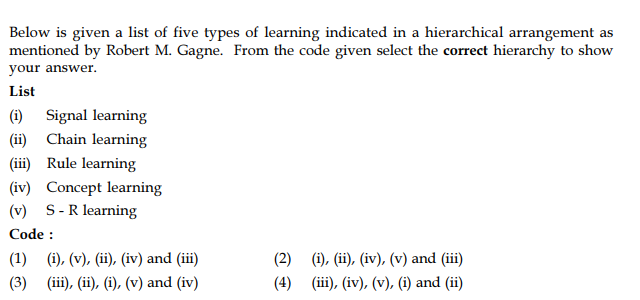 Below is given a list of five types of learning indicated in a hierarchical arrangement as
mentioned by Robert M. Gagne. From the code given select the correct hierarchy to show
your answer.
List
(i) Signal learning
(ii) Chain learning
(iii) Rule learning
(iv) Concept learning
(v) S - R learning
Code :
(1) (i), (v), (ii), (iv) and (iii) (2) (i), (ii), (iv), (v) and (iii)
(3) (iii), (ii), (i), (v) and (iv) (4) (iii), (iv), (v), (i) and (ii)